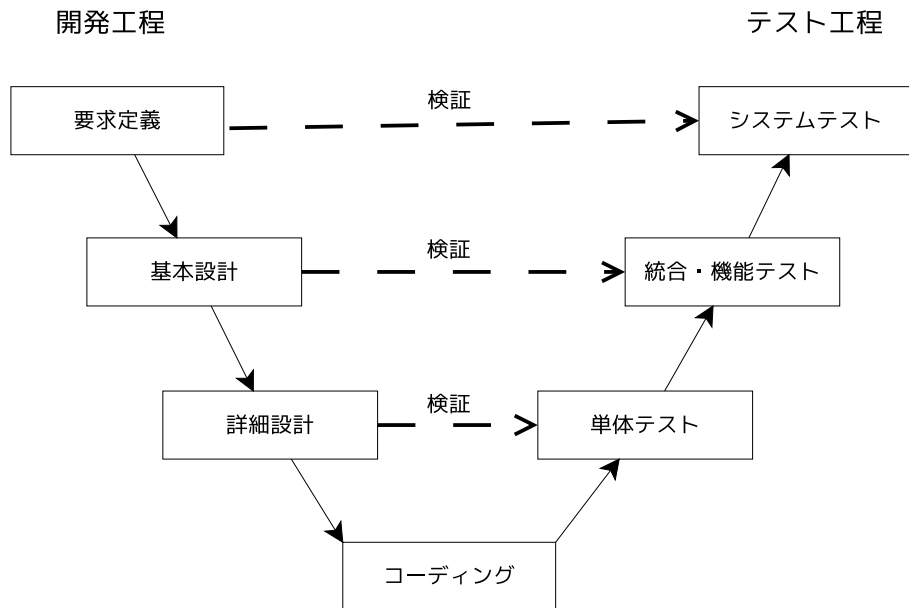 開発工程
テスト工程
要求定義
検証
システムテスト
基本設計
検証
統合・機能テスト
詳細設計
検証
単体テスト
コーディング